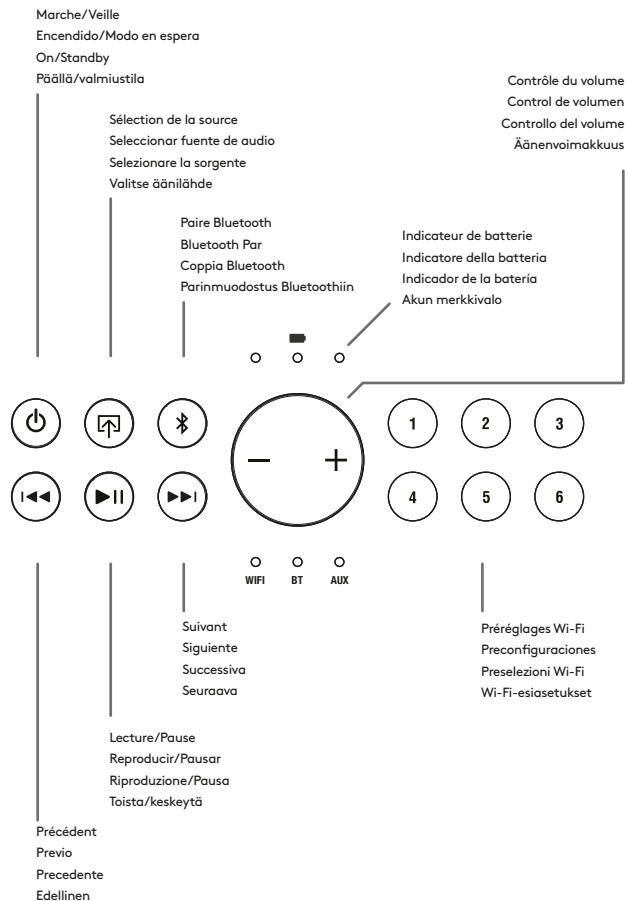 Marche/Veille
Encendido/Modo en espera
On/Standby
Päällä/valmiustila
Contrôle du volume
Control de volumen
Controllo del volume
Äänenvoimakkuus
Sélection de la source
Seleccionar fuente de audio
Selezionare la sorgente
Valitse äänilähde
Paire Bluetooth
Bluetooth Par
Coppia Bluetooth
Parinmuodostus Bluetoothiin
Indicateur de batterie
Indicatore della batteria
Indicador de la batería
Akun merkkivalo
1 2 3
4 5 6
WIFI BT AUX
Suivant
Siguiente
Successiva
Seuraava
Préréglages Wi-Fi
Preconfiguraciones
Preselezioni Wi-Fi
Wi-Fi-esiasetukset
Lecture/Pause
Reproducir/Pausar
Riproduzione/Pausa
Toista/keskeytä
Précédent
Previo
Precedente
Edellinen